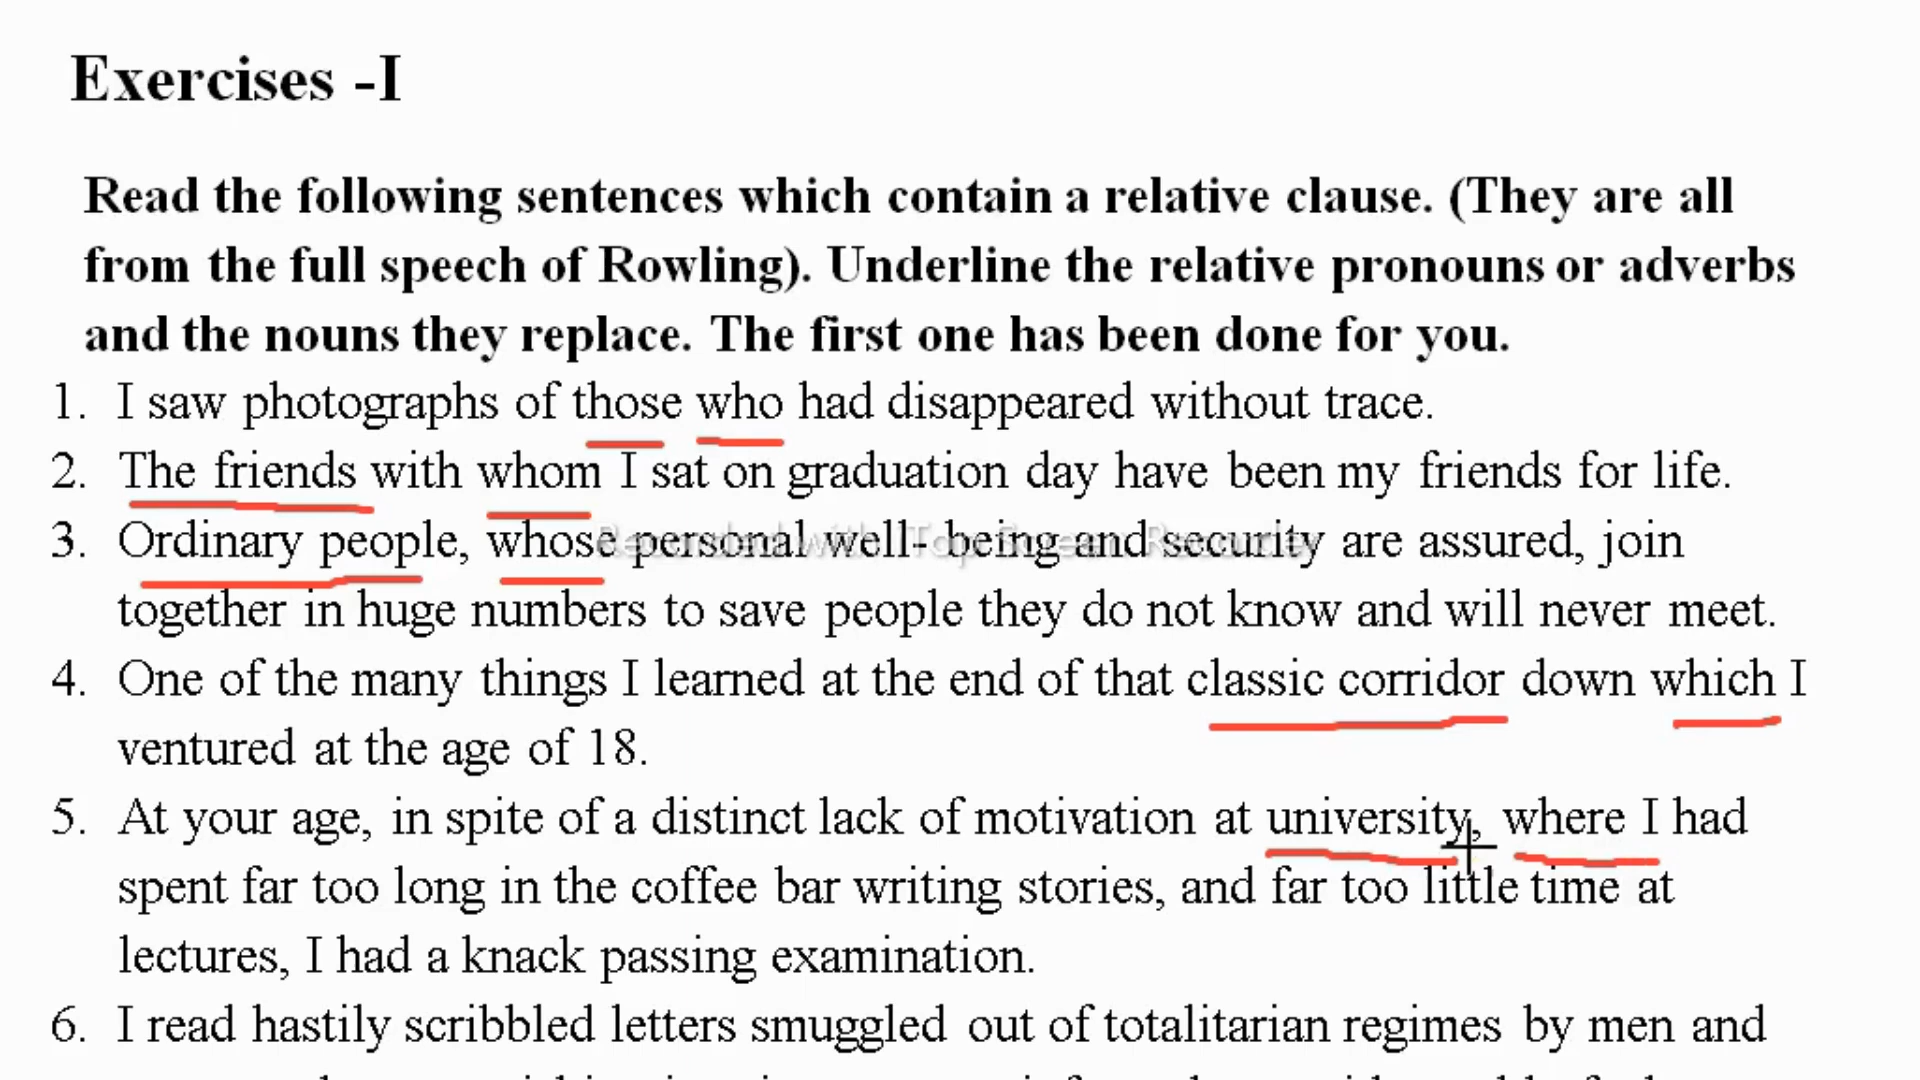 Exercises -I
Read the following sentences which contain a relative clause. (They are all
from the full speech of Rowling). Underline the relative pronouns or adverbs
and the nouns they replace. The first one has been done for you.
1. I saw photographs of those who had disappeared without trace.
2. The friends with whom I sat on graduation day have been my friends for life.
3. Ordinary people, whose personal well- being and security are assured, join
Recorded with iTop Screen Recorder
together in huge numbers to save people they do not know and will never meet.
4. One of the many things I learned at the end of that classic corridor down which I
ventured at the age of 18.
5. At your age, in spite of a distinct lack of motivation at university, where I had
spent far too long in the coffee bar writing stories, and far too little time at
lectures, I had a knack passing examination.
6. I read hastily scribbled letters smuggled out of totalitarian regimes by men and